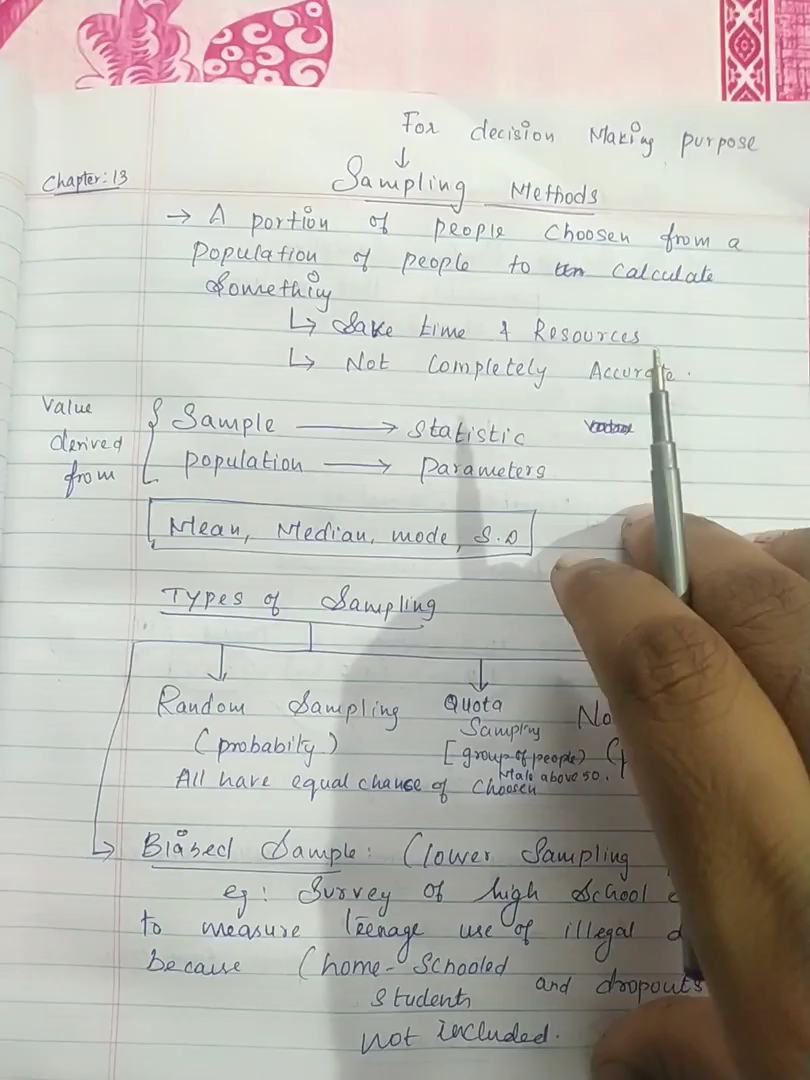 For decision Making purpose
↓
Chapter: 13
Sampling Methods
→ A portion of people choosen from a
population of people to calculate
Something
↳ Save time & Resources
↳ Not Completely Accurate.
Value derived from
{ Sample → Statistic
population → parameters
Mean, Median, mode, S.D
Types of Sampling
Random Sampling
(probabilty)
All have equal chance of Choosen
Quota
Sampling
[group of people)
Male above 50.
No
Biased Sample: (lower Sampling
eg: Survey of high School
to measure Teenage use of illegal
because (home-Schooled
students and dropouts
not included.